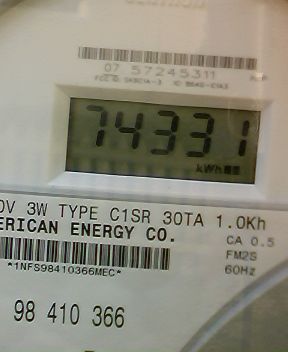 07 57245311
74331
kWh
0V 3W TYPE C1SR 30TA 1.0Kh
ERICAN ENERGY CO.
CA 0.5
FM2S
60Hz
*1NFS98410366MEC*
98 410 366